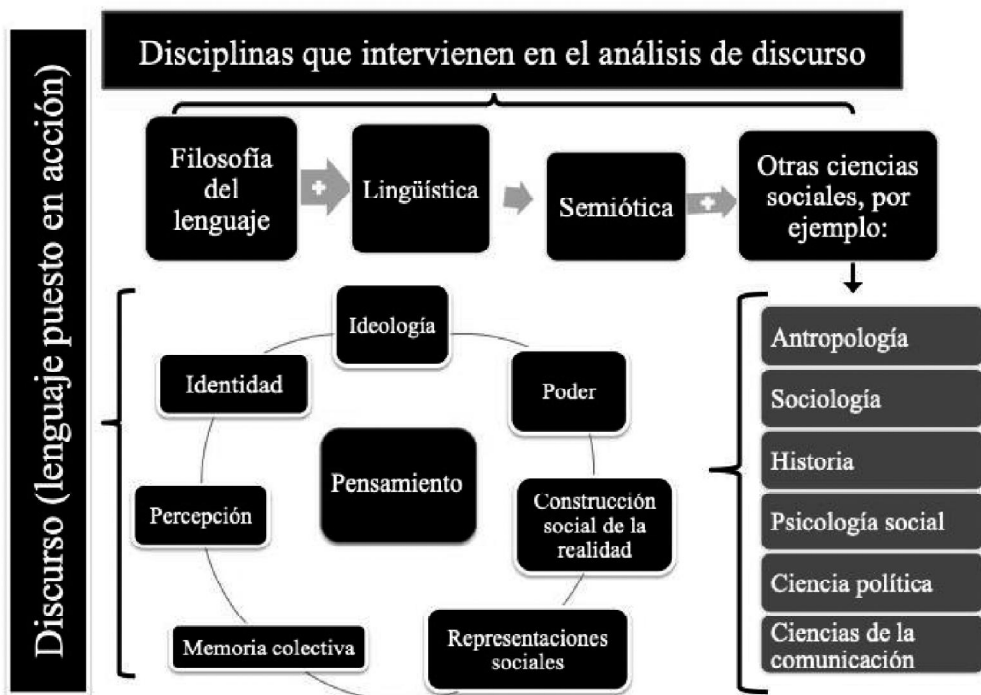 Disciplinas que intervienen en el análisis de discurso
Discurso (lenguaje puesto en acción)
Filosofía
del
lenguaje
Lingüística
Semiótica
Otras ciencias
sociales, por
ejemplo:
Ideología
Identidad
Poder
Pensamiento
Percepción
Construcción
social de la
realidad
Memoria colectiva
Representaciones
sociales
Antropología
Sociología
Historia
Psicología social
Ciencia política
Ciencias de la
comunicación